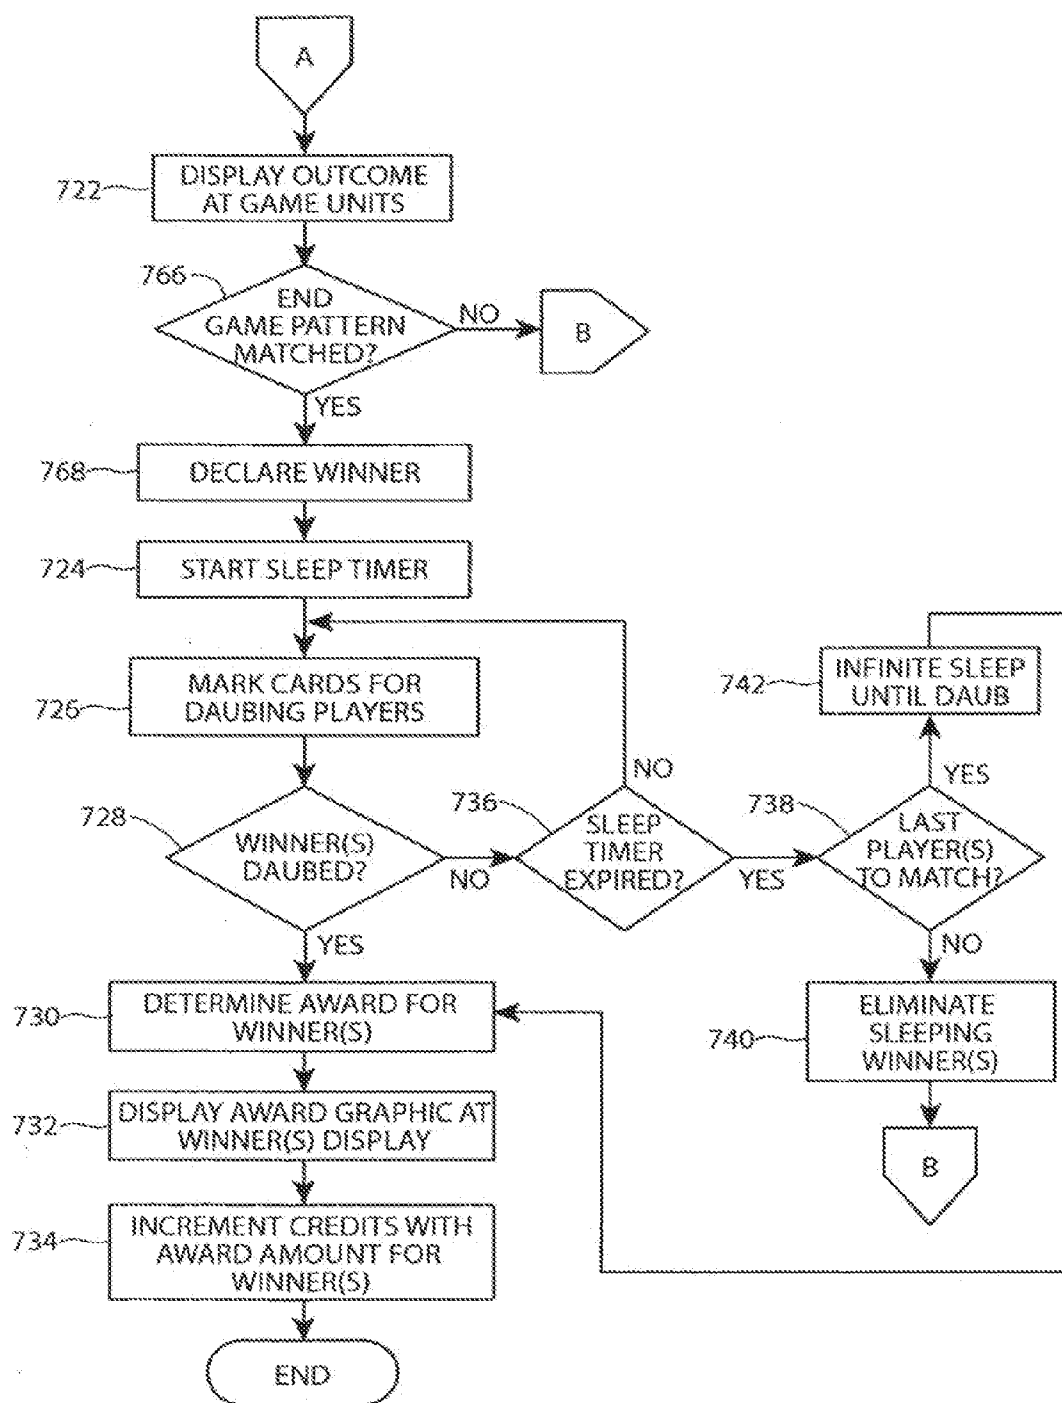 A
722
DISPLAY OUTCOME
AT GAME UNITS
766
END
GAME PATTERN
MATCHED?
NO
B
YES
768
DECLARE WINNER
724
START SLEEP TIMER
726
MARK CARDS FOR
DAUBING PLAYERS
742
INFINITE SLEEP
UNTIL DAUB
NO
YES
728
WINNER(S)
DAUBED?
NO
736
SLEEP
TIMER
EXPIRED?
YES
738
LAST
PLAYER(S)
TO MATCH?
YES
NO
730
DETERMINE AWARD FOR
WINNER(S)
740
ELIMINATE
SLEEPING
WINNER(S)
732
DISPLAY AWARD GRAPHIC AT
WINNER(S) DISPLAY
B
734
INCREMENT CREDITS WITH
AWARD AMOUNT FOR
WINNER(S)
END